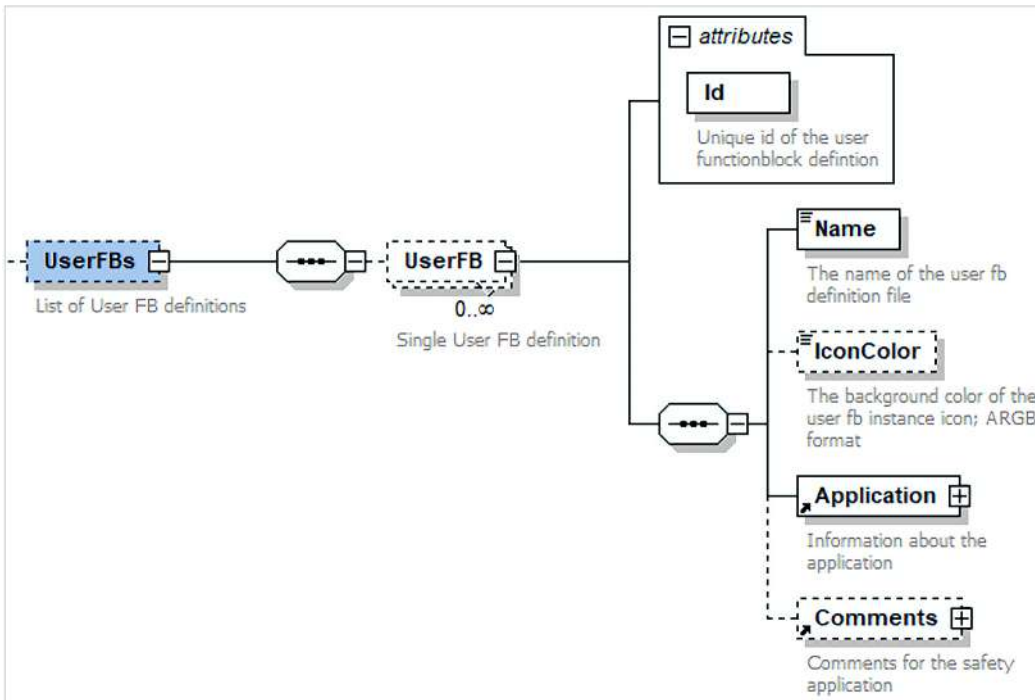 attributes
Id
Unique id of the user
functionblock defintion
UserFBs
List of User FB definitions
UserFB
0..∞
Single User FB definition
Name
The name of the user fb
definition file
IconColor
The background color of the
user fb instance icon; ARGB
format
Application
Information about the
application
Comments
Comments for the safety
application